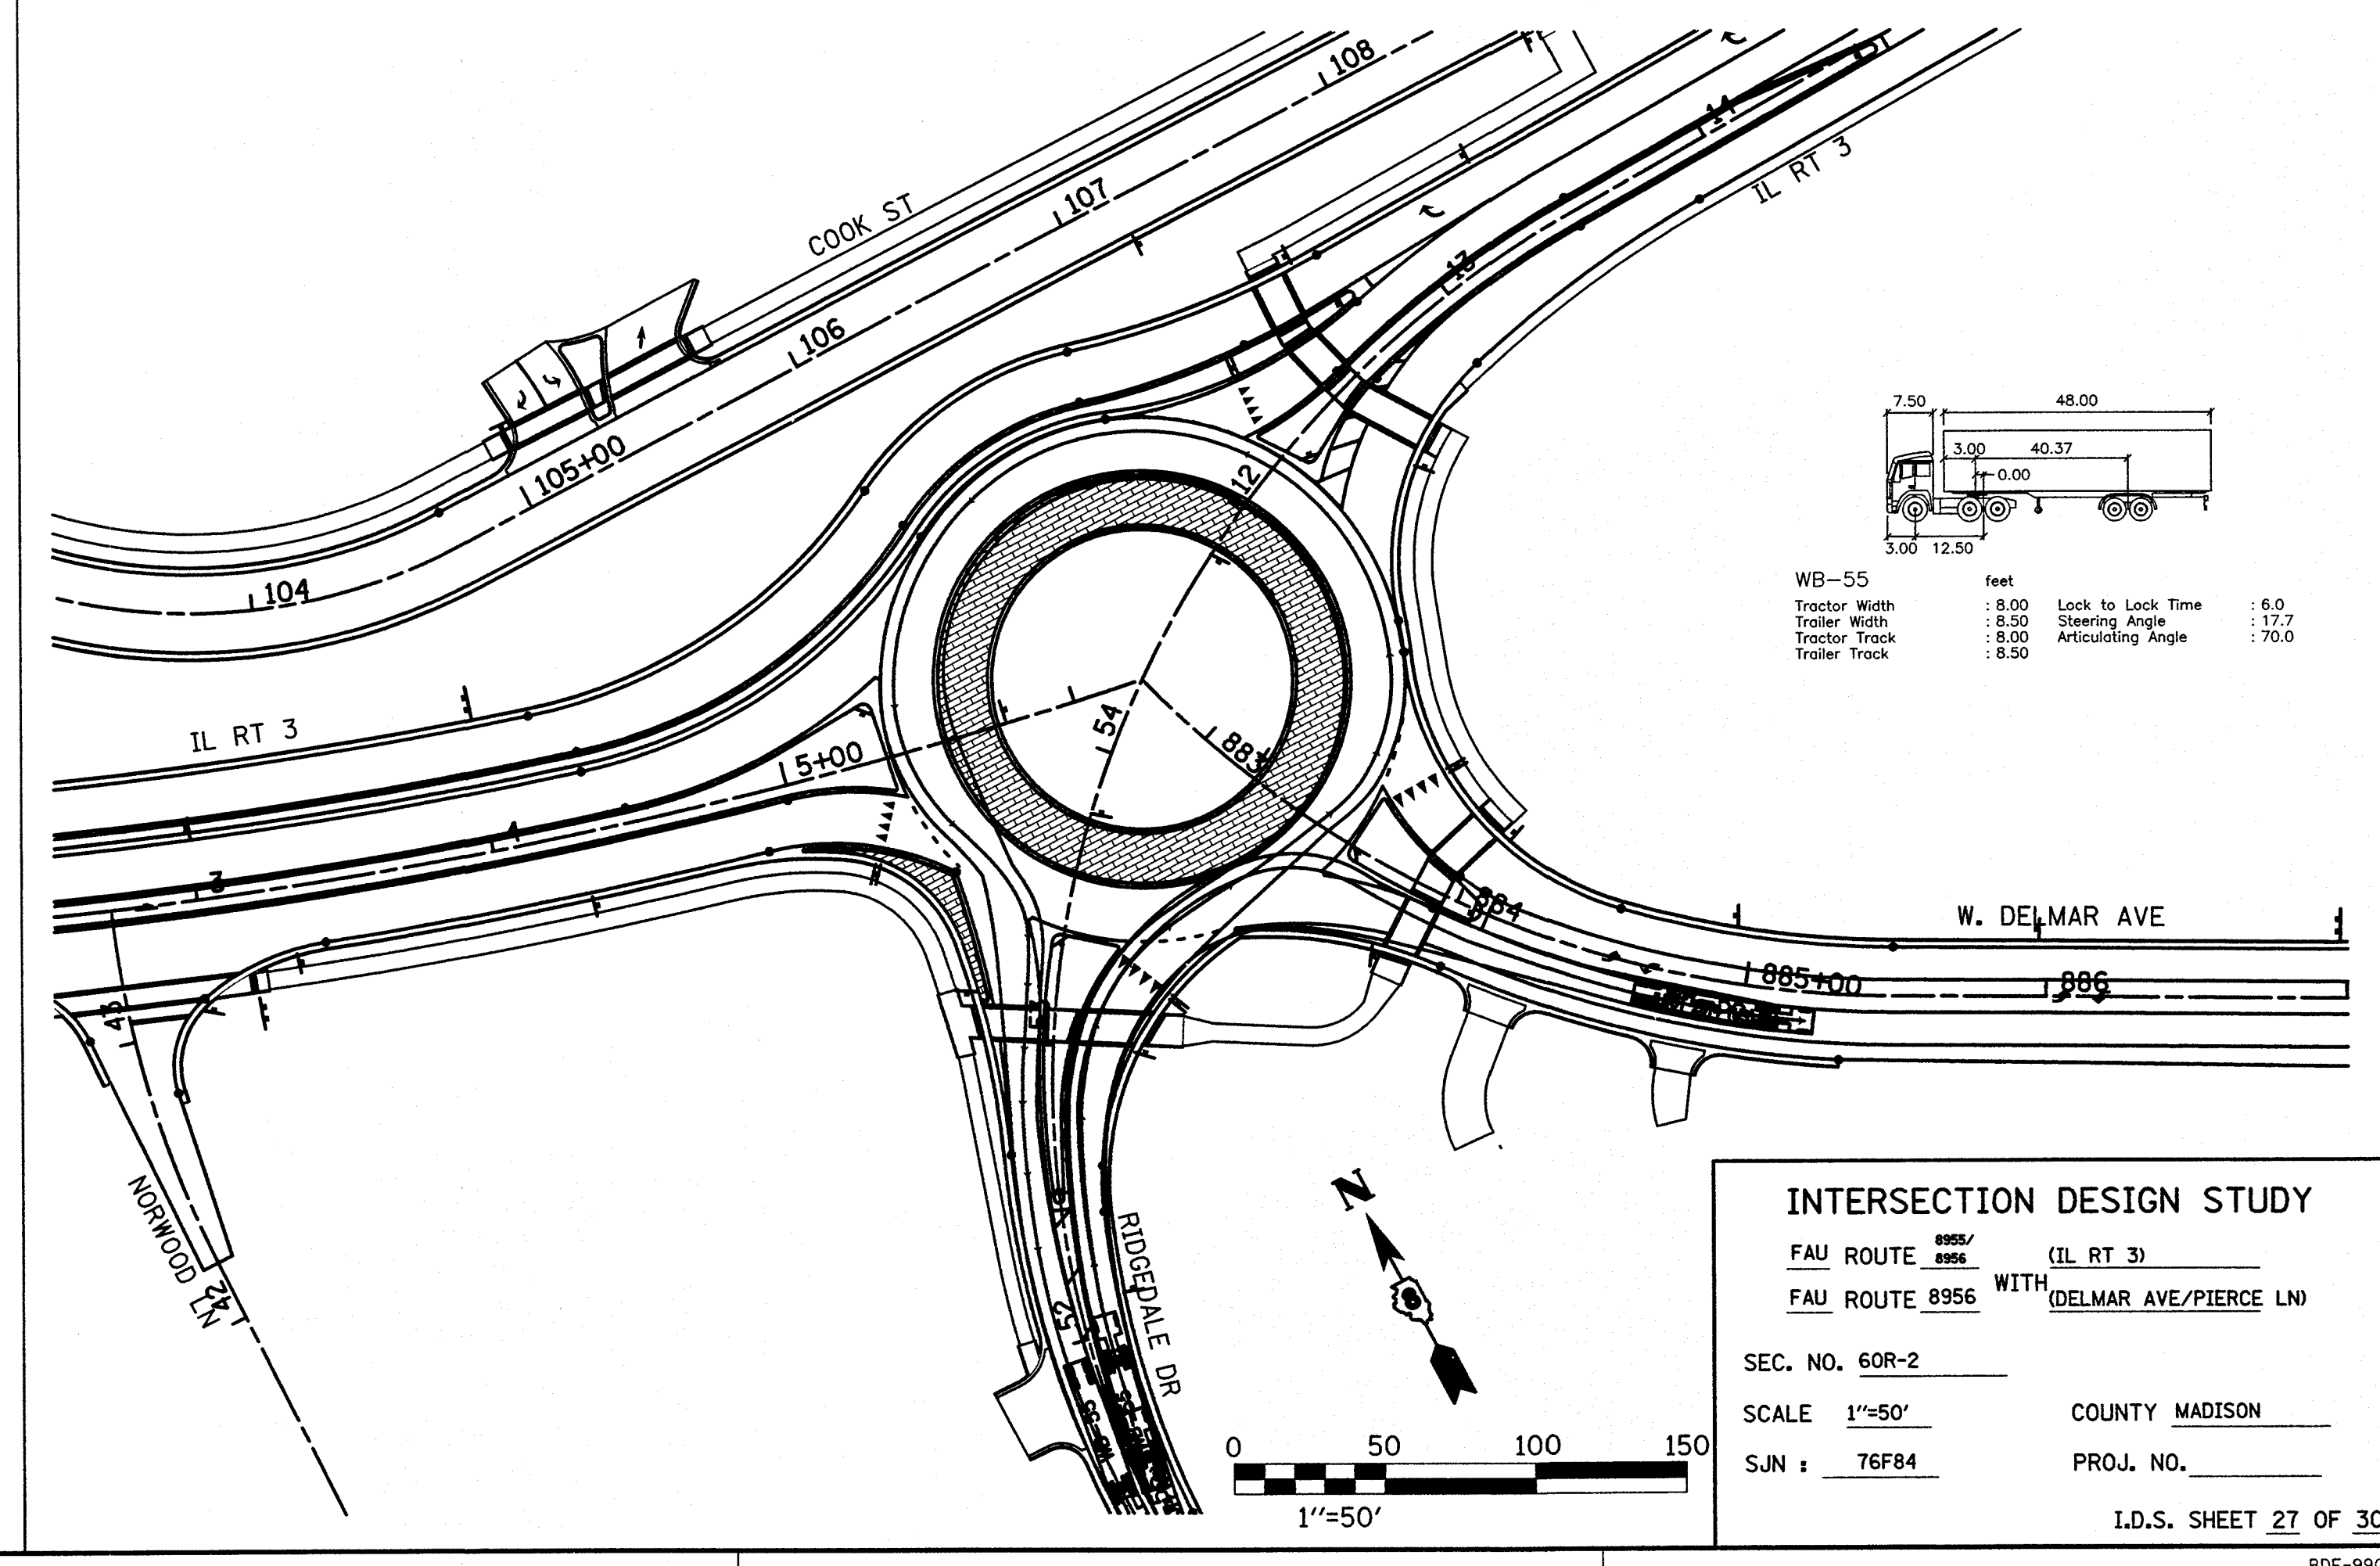 108
107
COOK ST
106
105+00
104
14
IL RT 3
13
12
7.50
48.00
3.00
40.37
0.00
3.00
12.50
WB-55 feet
Tractor Width : 8.00 Lock to Lock Time : 6.0
Trailer Width : 8.50 Steering Angle : 17.7
Tractor Track : 8.00 Articulating Angle : 70.0
Trailer Track : 8.50
IL RT 3
5+00
54
883
4
3
884
W. DELMAR AVE
885+00
886
43
53
NORWOOD LN
42
52
RIDGEDALE DR
N
0 50 100 150
1"=50'
INTERSECTION DESIGN STUDY
FAU ROUTE 8955/8956 (IL RT 3)
WITH
FAU ROUTE 8956 (DELMAR AVE/PIERCE LN)
SEC. NO. 60R-2
SCALE 1"=50' COUNTY MADISON
SJN : 76F84 PROJ. NO.
I.D.S. SHEET 27 OF 30